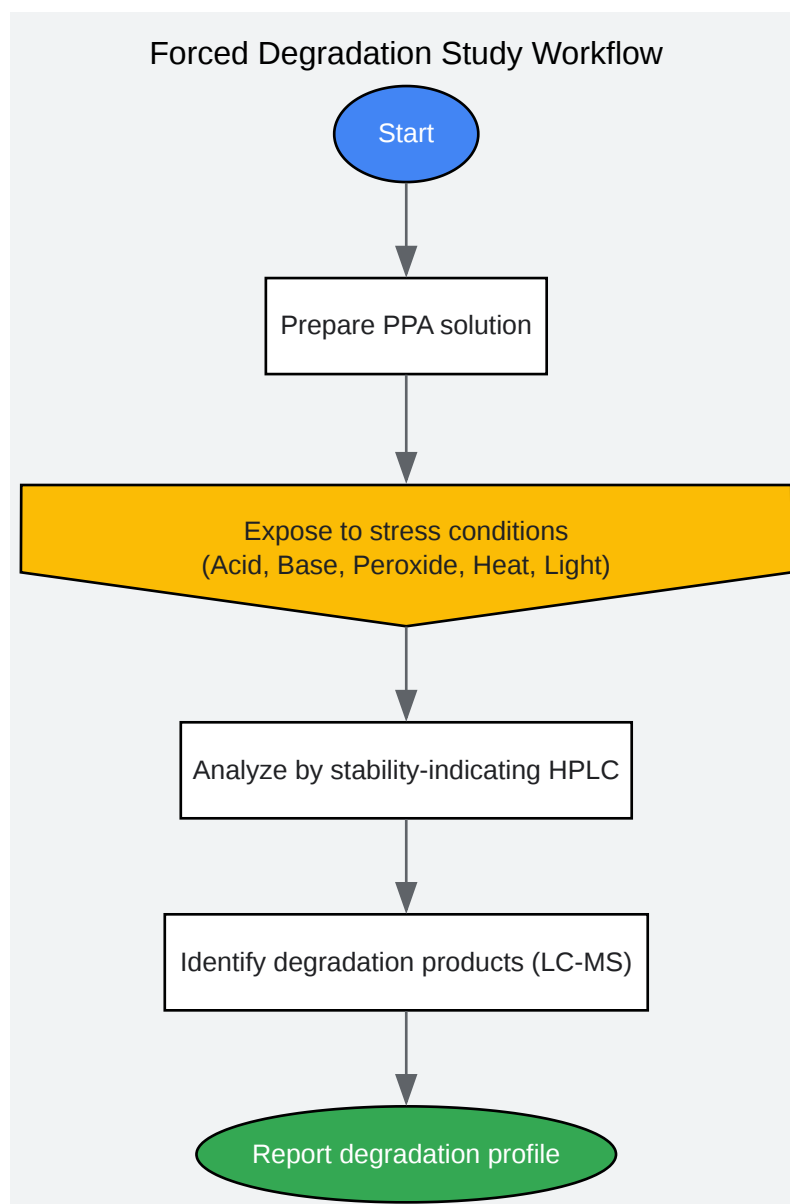 Forced Degradation Study Workflow
Start
Prepare PPA solution
Expose to stress conditions
(Acid, Base, Peroxide, Heat, Light)
Analyze by stability-indicating HPLC
Identify degradation products (LC-MS)
Report degradation profile